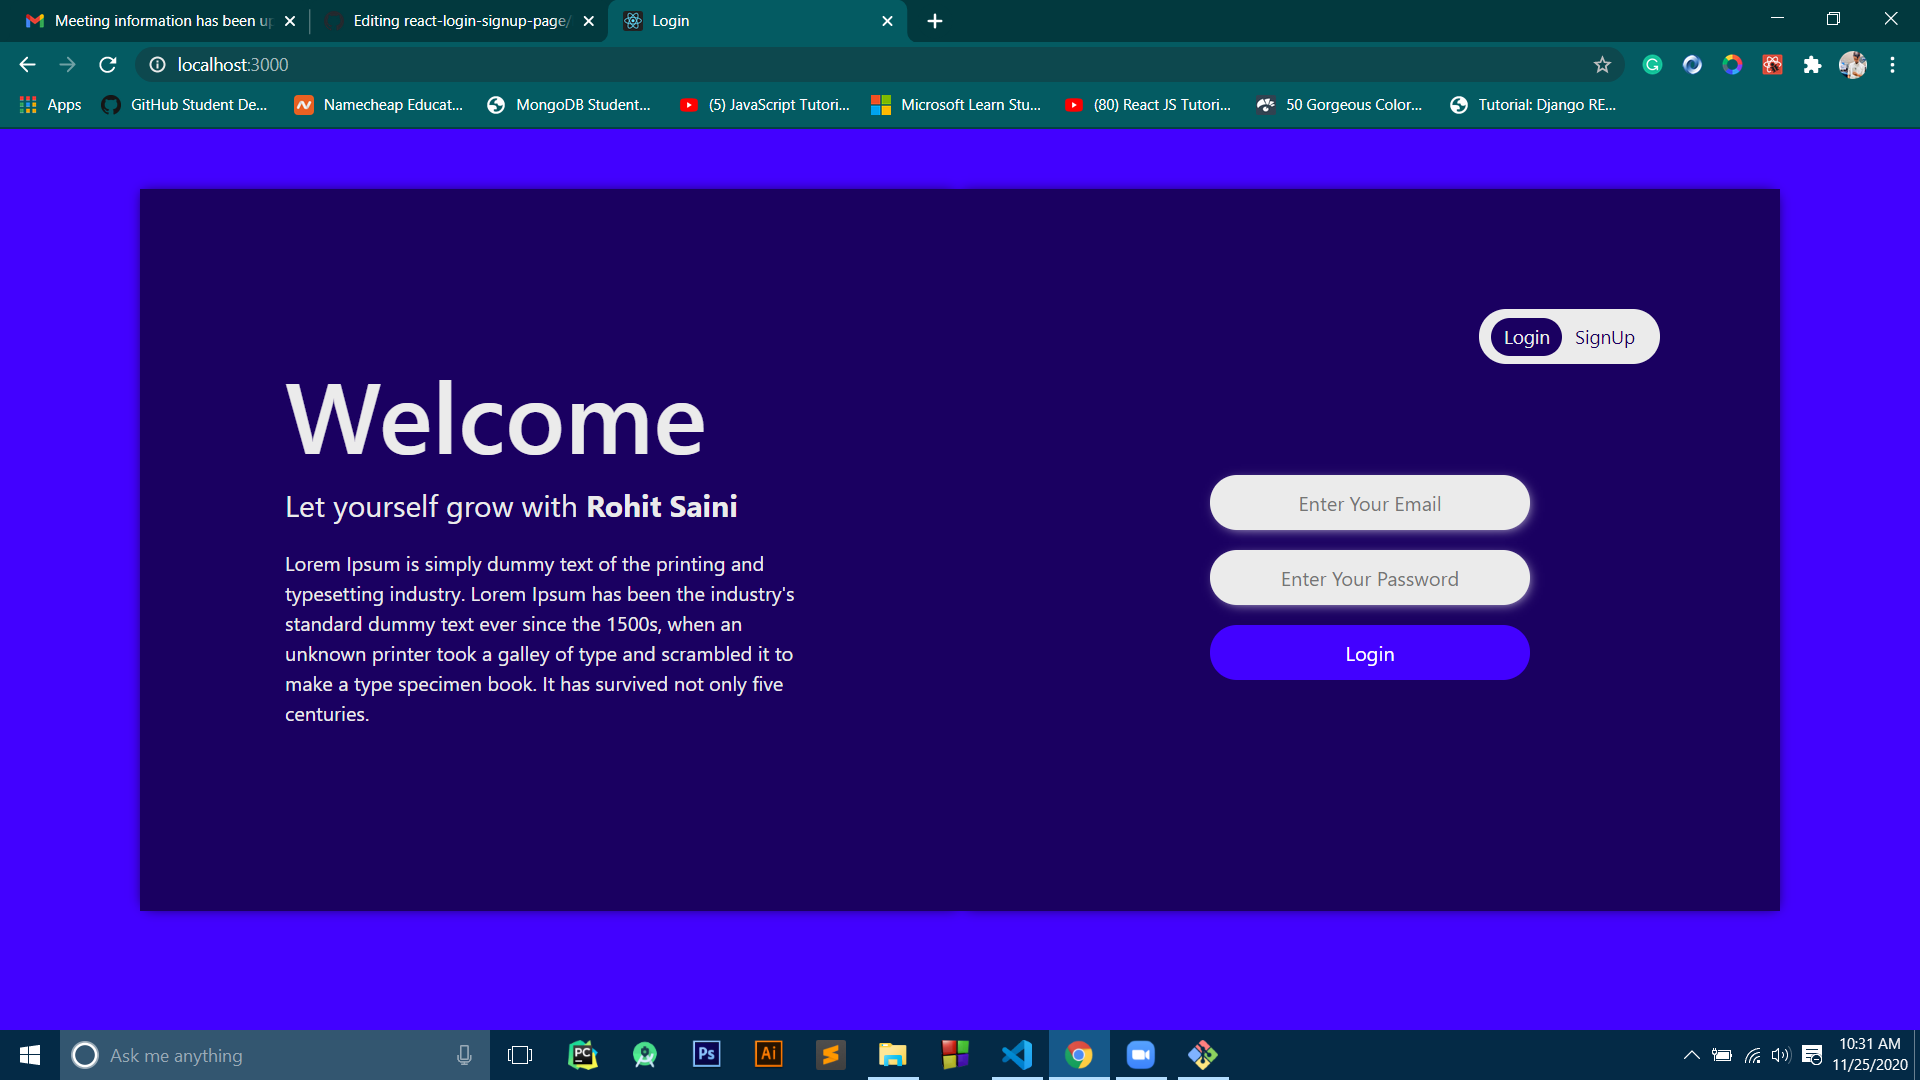 Meeting information has been up
Editing react-login-signup-page/
Login
localhost:3000
Apps
GitHub Student De...
Namecheap Educat...
MongoDB Student...
(5) JavaScript Tutori...
Microsoft Learn Stu...
(80) React JS Tutori...
50 Gorgeous Color...
Tutorial: Django RE...
Login
SignUp
Welcome
Let yourself grow with Rohit Saini
Lorem Ipsum is simply dummy text of the printing and
typesetting industry. Lorem Ipsum has been the industry's
standard dummy text ever since the 1500s, when an
unknown printer took a galley of type and scrambled it to
make a type specimen book. It has survived not only five
centuries.
Enter Your Email
Enter Your Password
Login
Ask me anything
PC
Ps
Ai
10:31 AM
11/25/2020